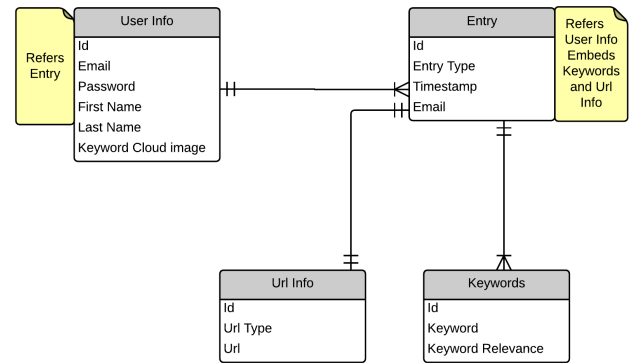 Refers
Entry
User Info
Id
Email
Password
First Name
Last Name
Keyword Cloud image
Entry
Id
Entry Type
Timestamp
Email
Refers
User Info
Embeds
Keywords
and Url
Info
Url Info
Id
Url Type
Url
Keywords
Id
Keyword
Keyword Relevance